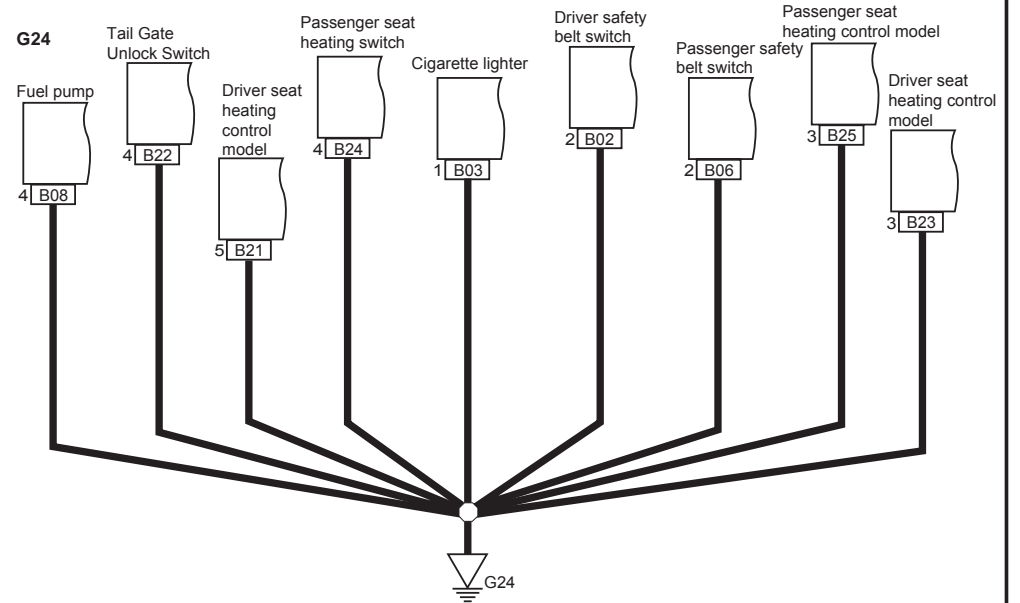 G24
Fuel pump
4 B08
Tail Gate
Unlock Switch
4 B22
Driver seat
heating
control
model
5 B21
Passenger seat
heating switch
4 B24
Cigarette lighter
1 B03
Driver safety
belt switch
2 B02
Passenger safety
belt switch
2 B06
Passenger seat
heating control model
3 B25
Driver seat
heating control
model
3 B23
G24